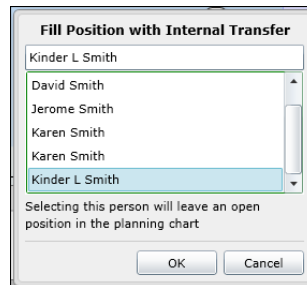 Fill Position with Internal Transfer
Kinder L Smith
David Smith
Jerome Smith
Karen Smith
Karen Smith
Kinder L Smith
Selecting this person will leave an open
position in the planning chart
OK
Cancel